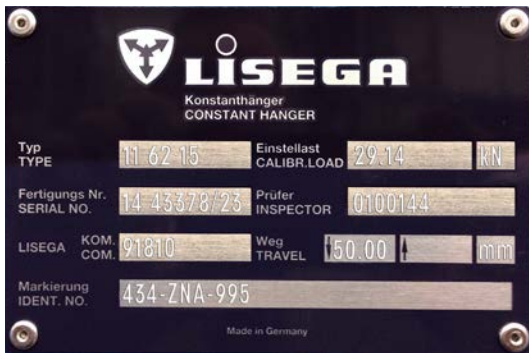 LISEGA
Konstanthänger
CONSTANT HANGER
Typ
TYPE 11 62 15
Einstellast
CALIBR.LOAD 29.14 kN
Fertigungs Nr.
SERIAL NO. 14 43378/23
Prüfer
INSPECTOR 0100144
LISEGA KOM.
COM. 91810
Weg
TRAVEL ↓50.00 ↑ mm
Markierung
IDENT. NO. 434-ZNA-995
Made in Germany